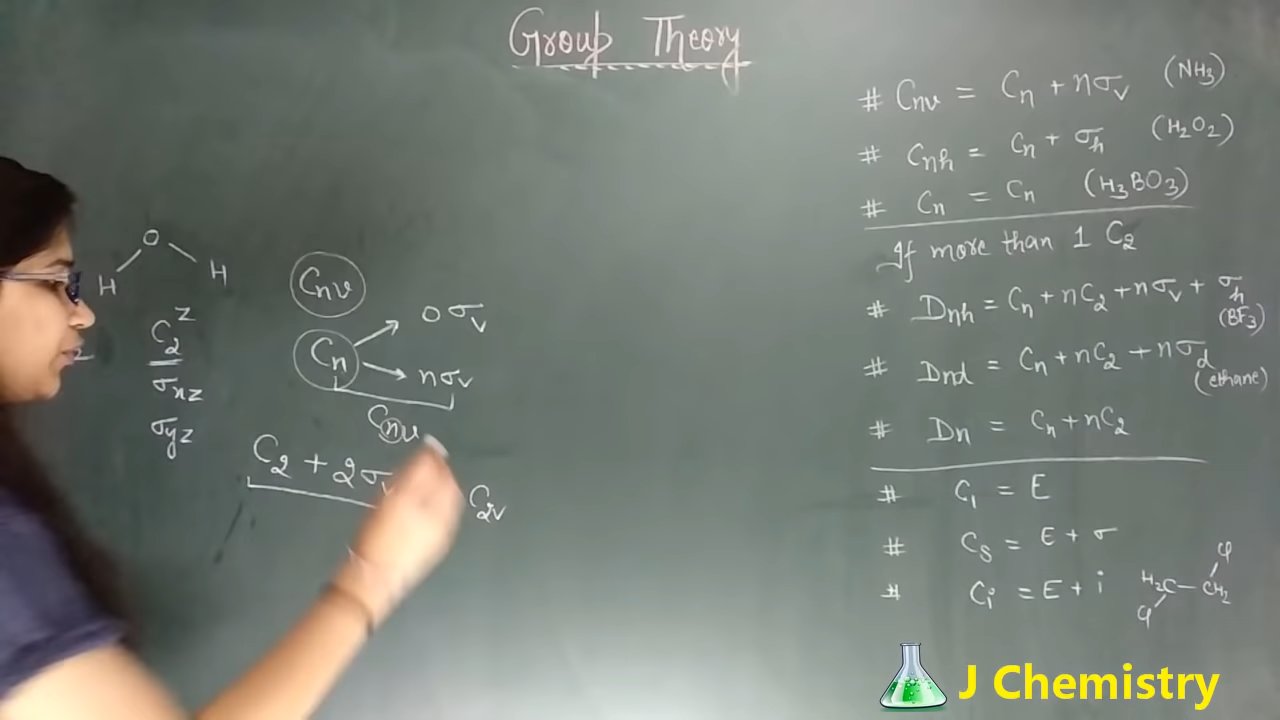 Group Theory
O
H H
C₂ᶻ
σxz
σyz
Cnv
Cn
0 σv
nσv
Cnv
C₂ + 2σv
C₂v
# Cnv = Cn + nσv (NH₃)
# Cnh = Cn + σh (H₂O₂)
# Cn = Cn (H₃BO₃)
If more than 1 C₂
# Dnh = Cn + nC₂ + nσv + σh
(BF₃)
# Dnd = Cn + nC₂ + nσd
(ethane)
# Dn = Cn + nC₂
# C₁ = E
# Cs = E + σ
# Ci = E + i
Cl
H₂C – CH₂
Cl
J Chemistry